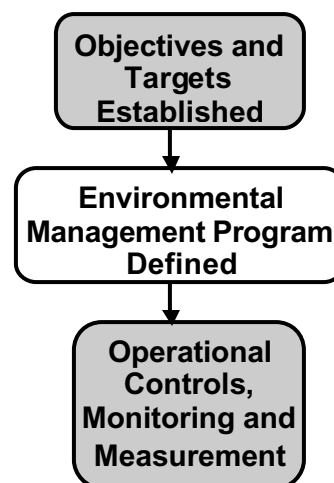 Objectives and
Targets
Established
Environmental
Management Program
Defined
Operational
Controls,
Monitoring and
Measurement